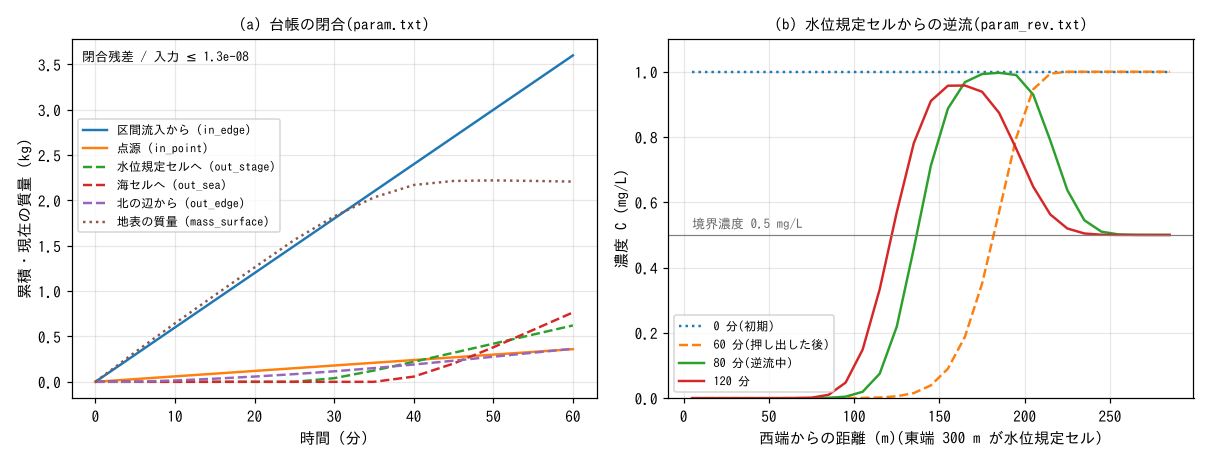 (a) 台帳の閉合(param.txt)
閉合残差 / 入力 ≤ 1.3e-08
区間流入から (in_edge)
点源 (in_point)
水位規定セルへ (out_stage)
海セルへ (out_sea)
北の辺から (out_edge)
地表の質量 (mass_surface)
累積・現在の質量 (kg)
3.5
3.0
2.5
2.0
1.5
1.0
0.5
0.0
0 10 20 30 40 50 60
時間 (分)
(b) 水位規定セルからの逆流(param_rev.txt)
境界濃度 0.5 mg/L
0 分(初期)
60 分(押し出した後)
80 分(逆流中)
120 分
濃度 C (mg/L)
1.0
0.8
0.6
0.4
0.2
0.0
0 50 100 150 200 250
西端からの距離 (m)(東端 300 m が水位規定セル)